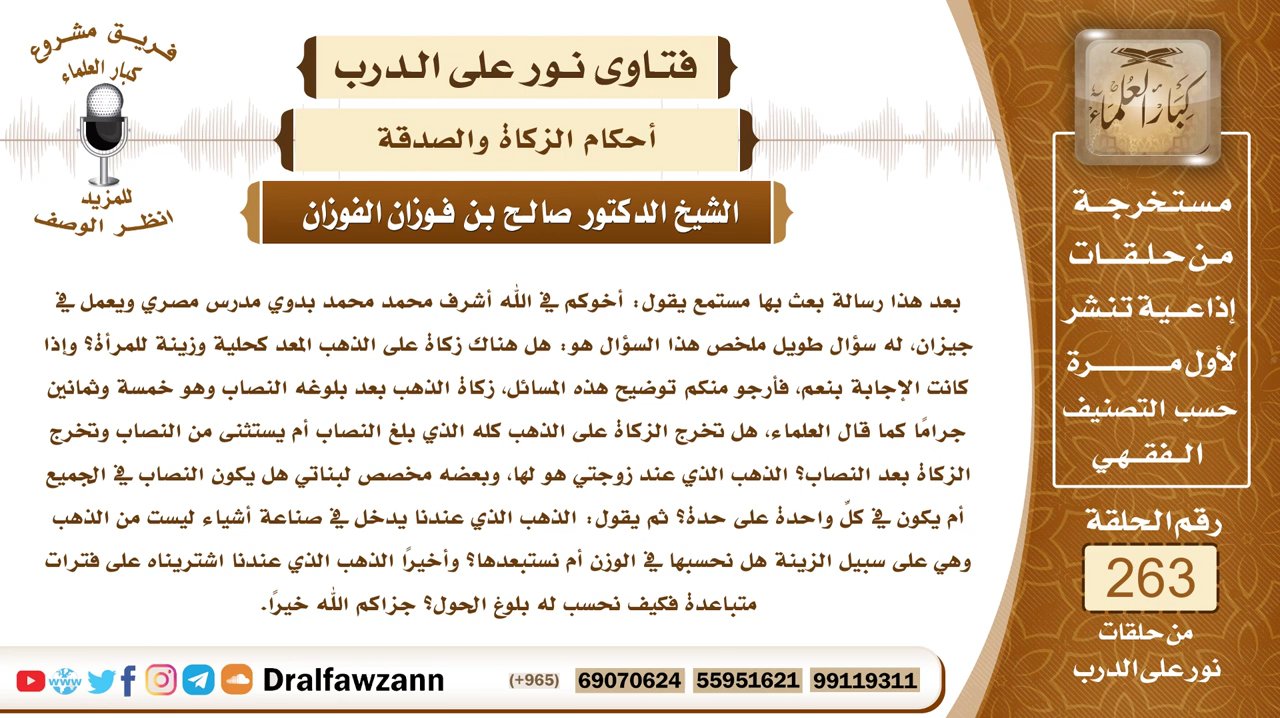 فريق مشروع
كبار العلماء
للمزيد
انظر الوصف
فتاوى نور على الدرب
أحكام الزكاة والصدقة
الشيخ الدكتور صالح بن فوزان الفوزان
بعد هذا رسالة بعث بها مستمع يقول: أخوكم في الله أشرف محمد محمد بدوي مدرس مصري ويعمل في
جيزان، له سؤال طويل ملخص هذا السؤال هو: هل هناك زكاة على الذهب المعد كحلية وزينة للمرأة؟ وإذا
كانت الإجابة بنعم، فأرجو منكم توضيح هذه المسائل، زكاة الذهب بعد بلوغه النصاب وهو خمسة وثمانين
جرامًا كما قال العلماء، هل تخرج الزكاة على الذهب كله الذي بلغ النصاب أم يستثنى من النصاب وتخرج
الزكاة بعد النصاب؟ الذهب الذي عند زوجتي هو لها، وبعضه مخصص لبناتي هل يكون النصاب في الجميع
أم يكون في كلٍّ واحدة على حدة؟ ثم يقول: الذهب الذي عندنا يدخل في صناعة أشياء ليست من الذهب
وهي على سبيل الزينة هل نحسبها في الوزن أم نستبعدها؟ وأخيرًا الذهب الذي عندنا اشتريناه على فترات
متباعدة فكيف نحسب له بلوغ الحول؟ جزاكم الله خيرًا.
كبار العلماء
مستخرجة
من حلقات
إذاعية تنشر
لأول مرة
حسب التصنيف
الفقهي
رقم الحلقة
263
من حلقات
نور على الدرب
www Dralfawzann (+965) 69070624 55951621 99119311